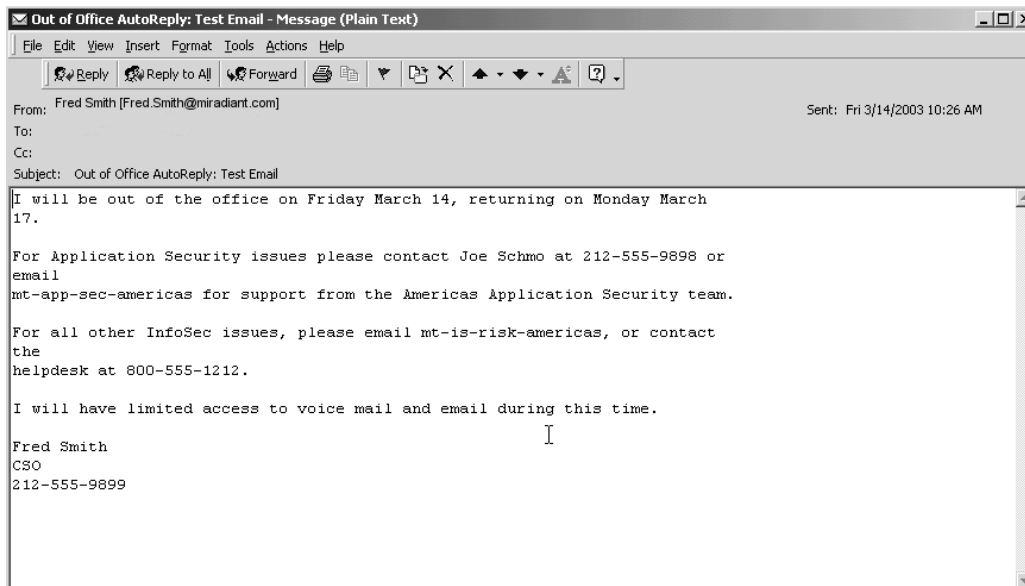 Out of Office AutoReply: Test Email - Message (Plain Text)
File Edit View Insert Format Tools Actions Help
Reply Reply to All Forward
From: Fred Smith [Fred.Smith@miradiant.com] Sent: Fri 3/14/2003 10:26 AM
To:
Cc:
Subject: Out of Office AutoReply: Test Email
I will be out of the office on Friday March 14, returning on Monday March
17.
For Application Security issues please contact Joe Schmo at 212-555-9898 or
email
mt-app-sec-americas for support from the Americas Application Security team.
For all other InfoSec issues, please email mt-is-risk-americas, or contact
the
helpdesk at 800-555-1212.
I will have limited access to voice mail and email during this time.
Fred Smith
CSO
212-555-9899